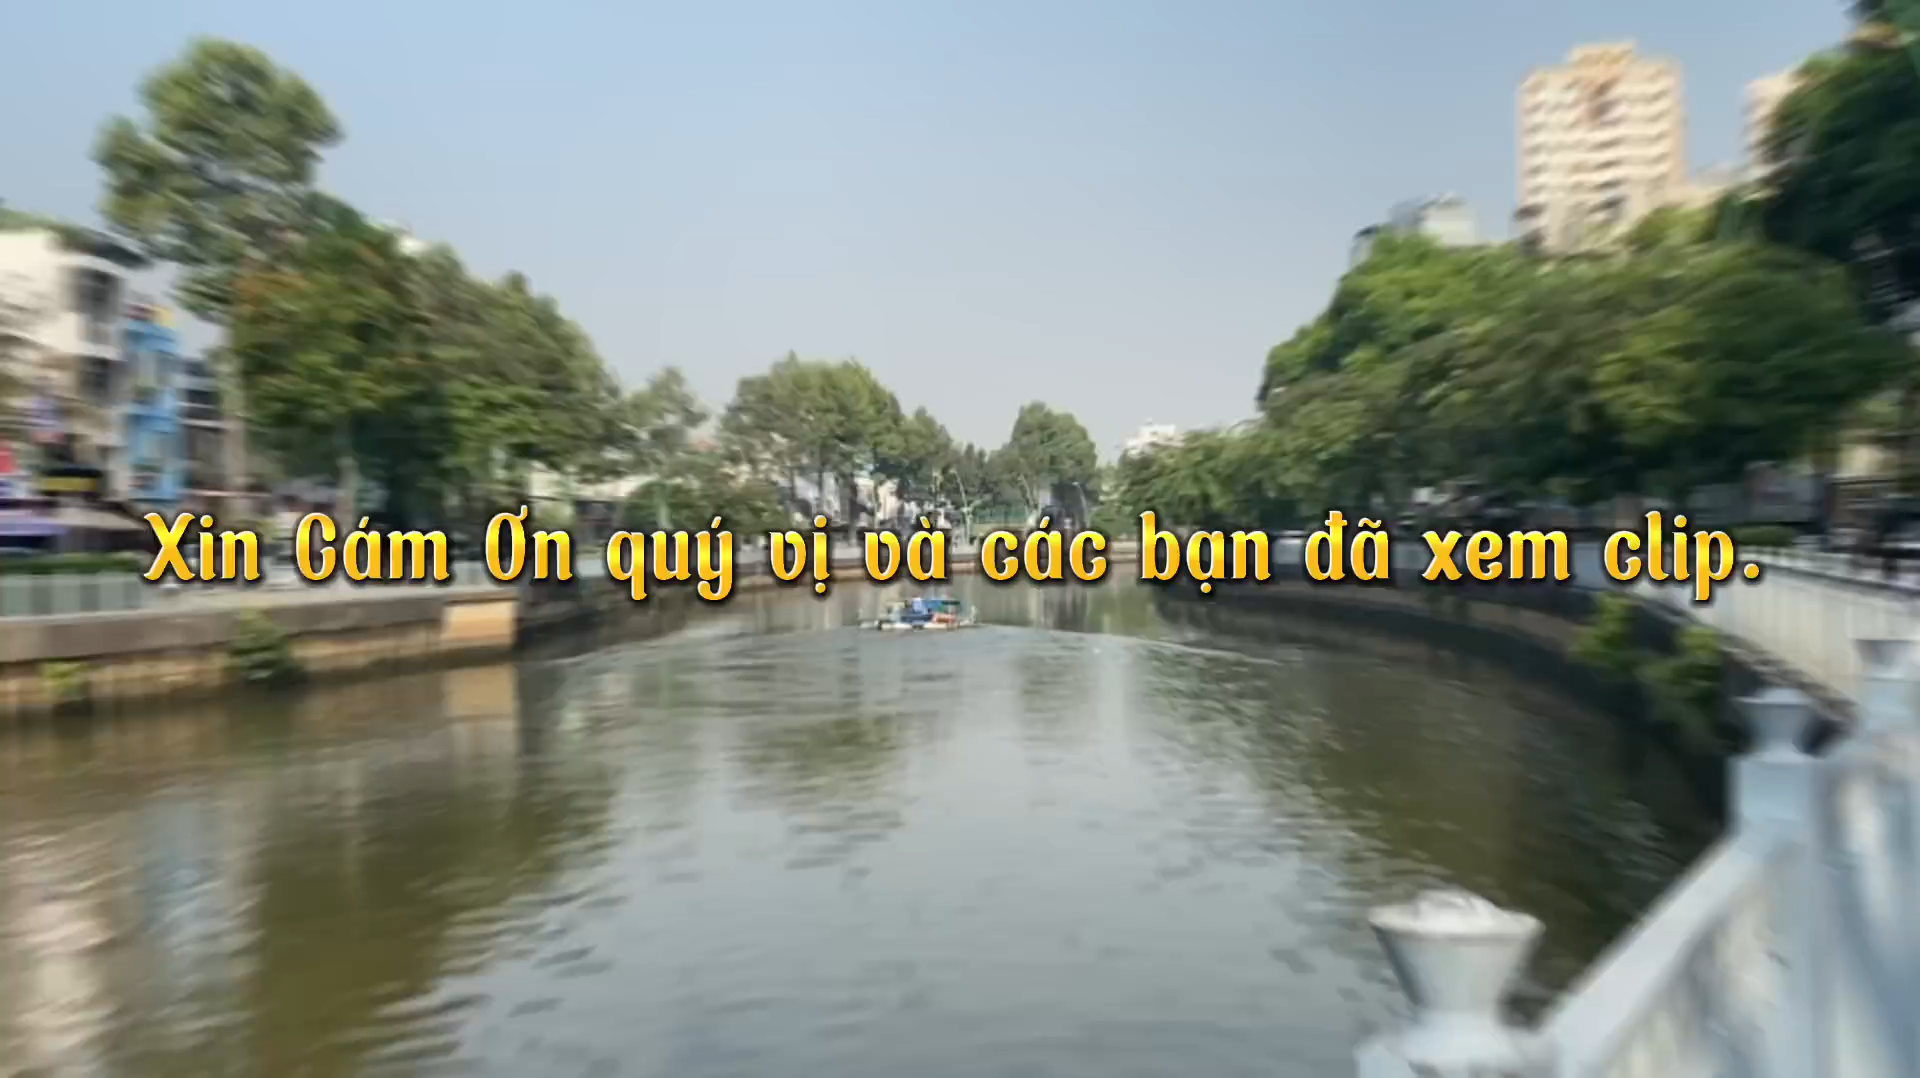 Xin Cám Ơn quý vị và các bạn đã xem clip.